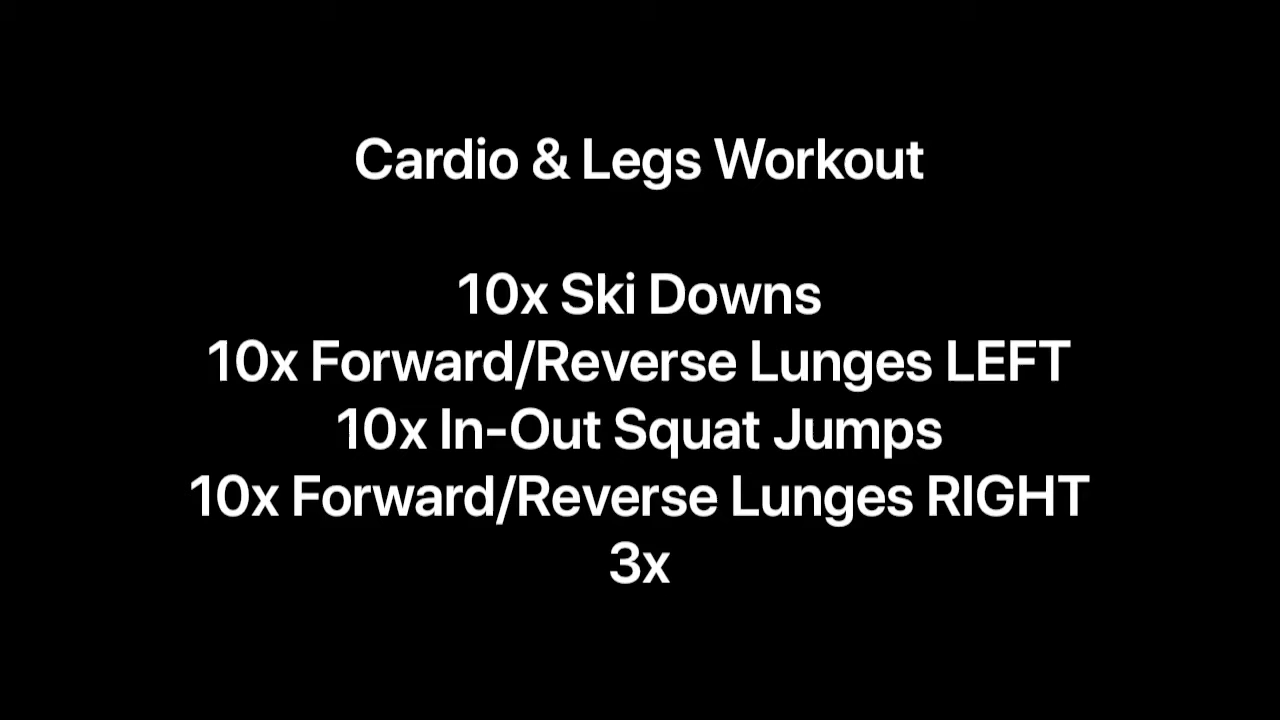 Cardio & Legs Workout
10x Ski Downs
10x Forward/Reverse Lunges LEFT
10x In-Out Squat Jumps
10x Forward/Reverse Lunges RIGHT
3x